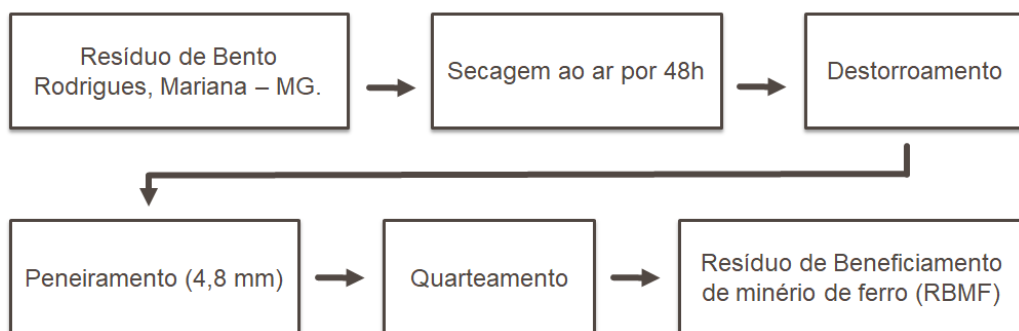 Resíduo de Bento
Rodrigues, Mariana – MG.
Secagem ao ar por 48h
Destorroamento
Peneiramento (4,8 mm)
Quarteamento
Resíduo de Beneficiamento
de minério de ferro (RBMF)